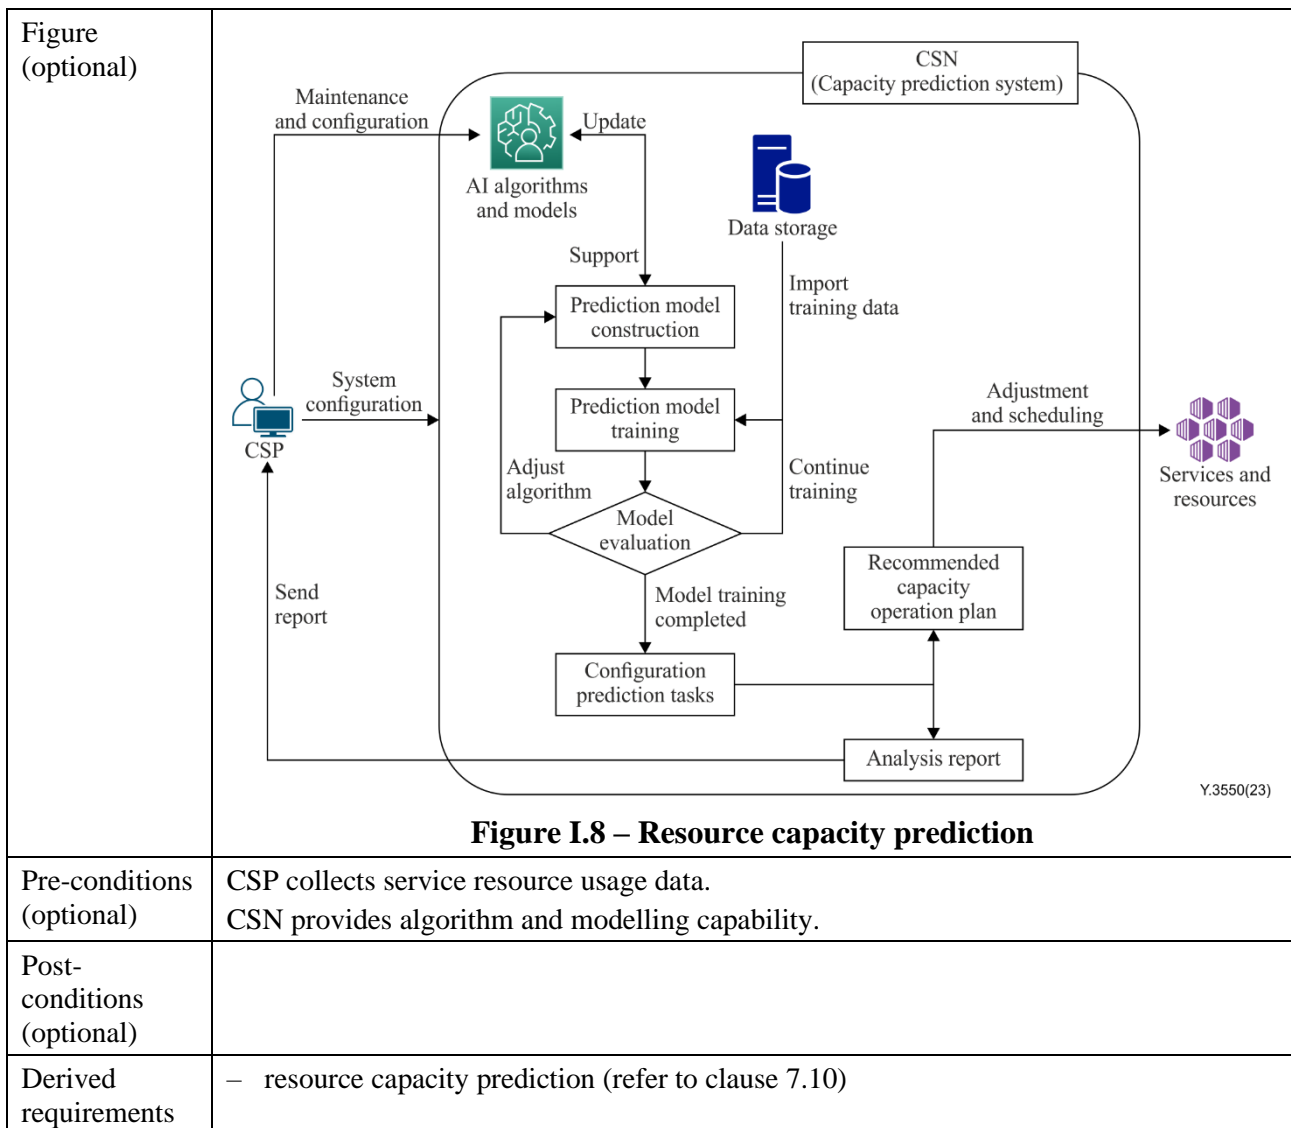 Figure
(optional)
CSN
(Capacity prediction system)
Maintenance
and configuration
Update
AI algorithms
and models
Data storage
Support
Import
training data
Prediction model
construction
System
configuration
Prediction model
training
Adjustment
and scheduling
CSP
Adjust
algorithm
Continue
training
Services and
resources
Model
evaluation
Recommended
capacity
operation plan
Send
report
Model training
completed
Configuration
prediction tasks
Analysis report
Y.3550(23)
Figure I.8 – Resource capacity prediction
Pre-conditions
(optional)
CSP collects service resource usage data.
CSN provides algorithm and modelling capability.
Post-
conditions
(optional)
Derived
requirements
– resource capacity prediction (refer to clause 7.10)